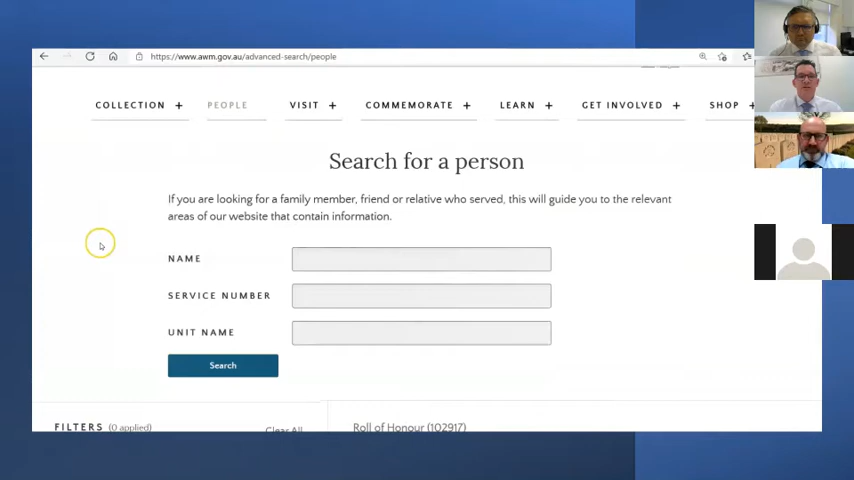 https://www.awm.gov.au/advanced-search/people
COLLECTION + PEOPLE VISIT + COMMEMORATE + LEARN + GET INVOLVED + SHOP +
Search for a person
If you are looking for a family member, friend or relative who served, this will guide you to the relevant
areas of our website that contain information.
NAME
SERVICE NUMBER
UNIT NAME
Search
FILTERS (0 applied) Clear All
Roll of Honour (102917)